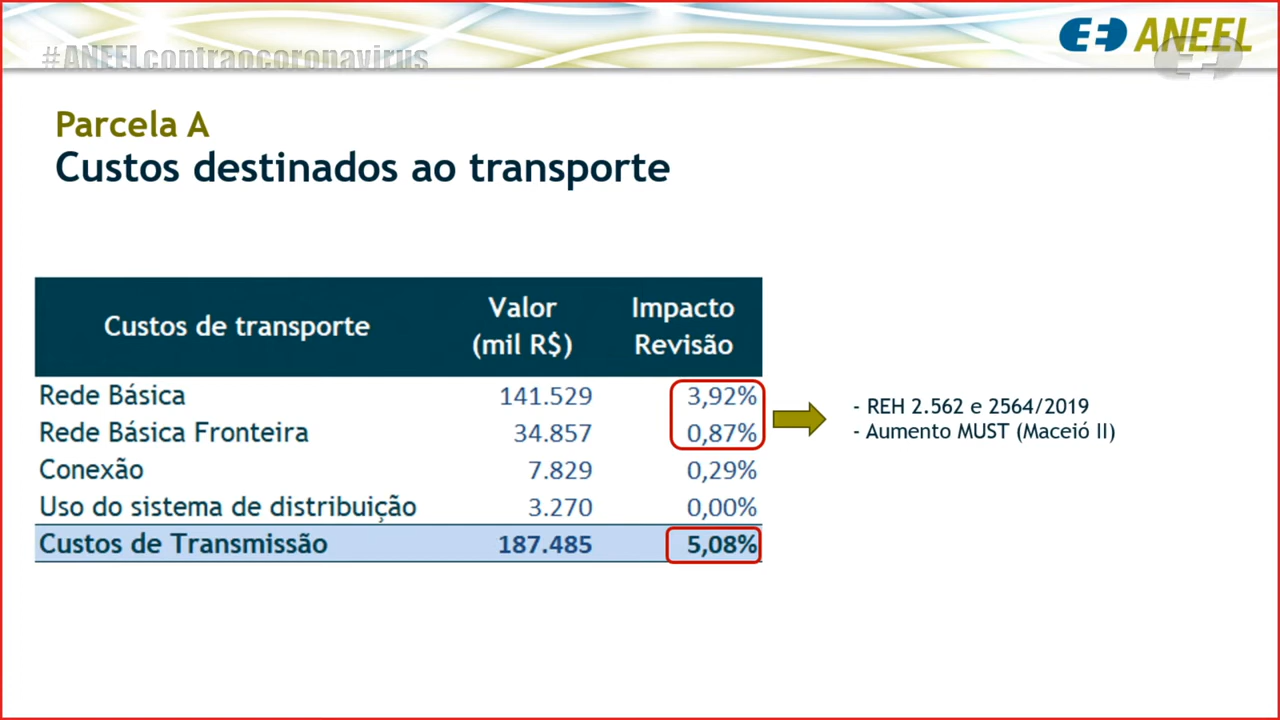 #ANEELcontraocoronavirus
ANEEL
Parcela A
Custos destinados ao transporte
Custos de transporte Valor (mil R$) Impacto Revisão
Rede Básica 141.529 3,92%
Rede Básica Fronteira 34.857 0,87%
Conexão 7.829 0,29%
Uso do sistema de distribuição 3.270 0,00%
Custos de Transmissão 187.485 5,08%
- REH 2.562 e 2564/2019
- Aumento MUST (Maceió II)